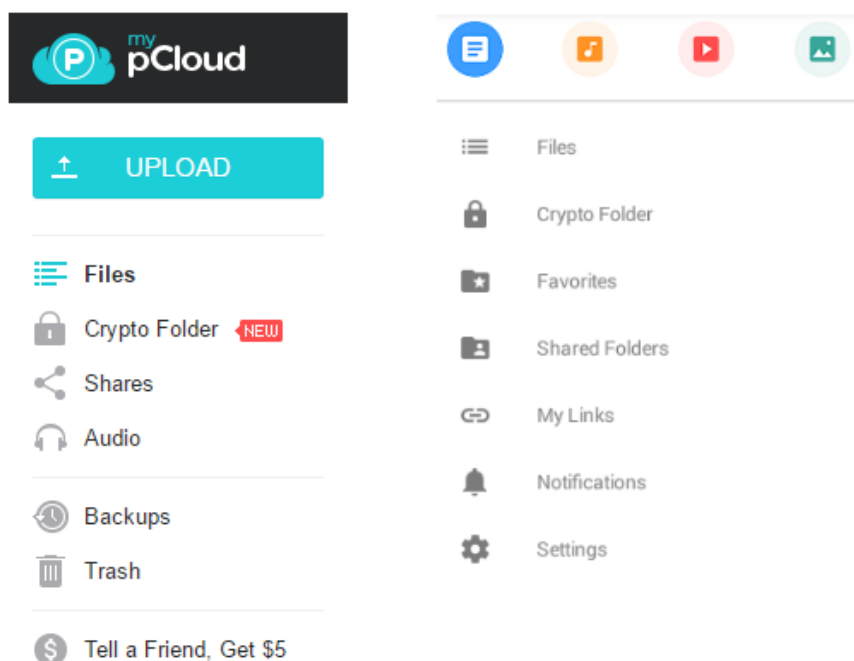 my
pCloud
UPLOAD
Files
Crypto Folder NEW
Shares
Audio
Backups
Trash
Tell a Friend, Get $5
Files
Crypto Folder
Favorites
Shared Folders
My Links
Notifications
Settings